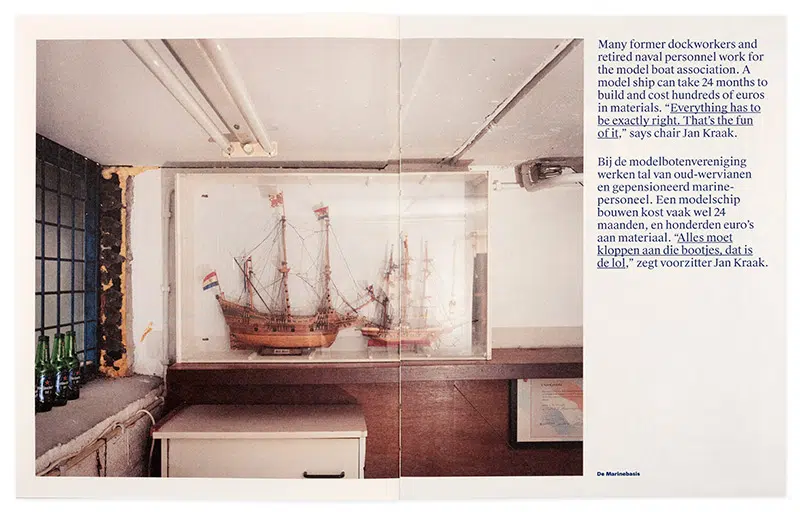 Many former dockworkers and
retired naval personnel work for
the model boat association. A
model ship can take 24 months to
build and cost hundreds of euros
in materials. “Everything has to
be exactly right. That’s the fun
of it,” says chair Jan Kraak.
Bij de modelbotenvereniging
werken tal van oud-wervianen
en gepensioneerd marine-
personeel. Een modelschip
bouwen kost vaak wel 24
maanden, en honderden euro’s
aan materiaal. “Alles moet
kloppen aan die bootjes, dat is
de lol,” zegt voorzitter Jan Kraak.
De Marinebasis